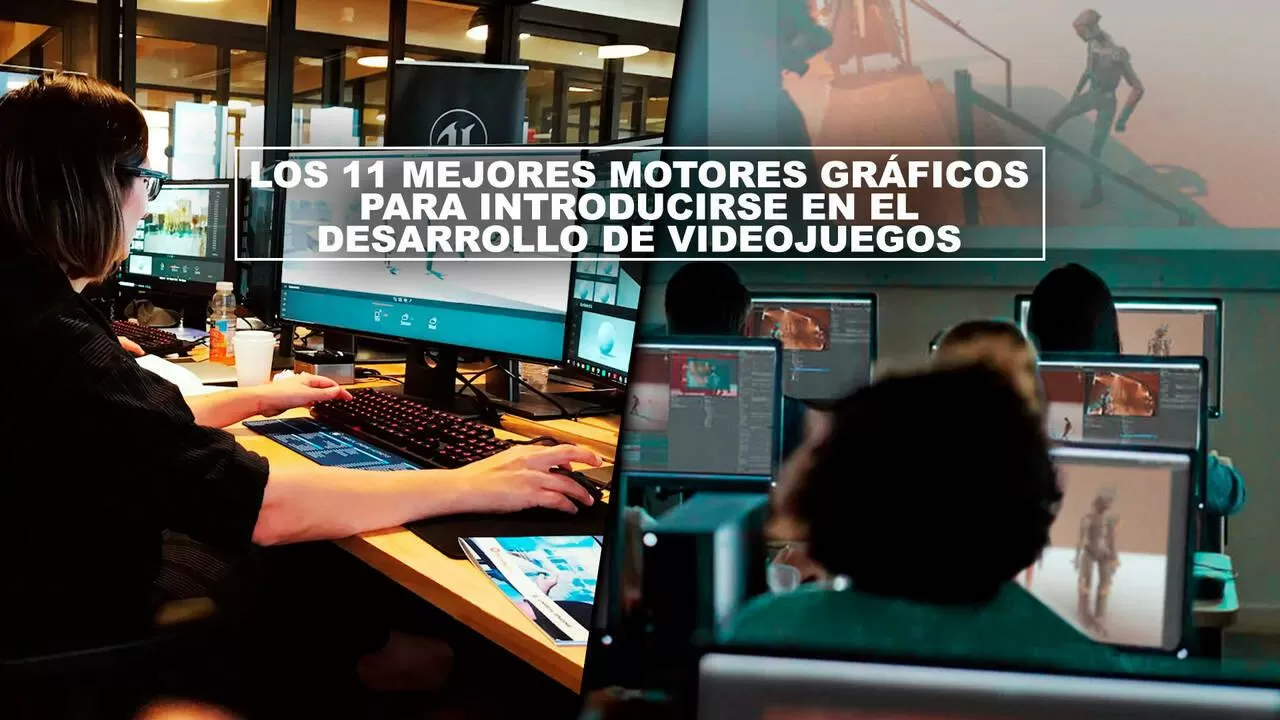 LOS 11 MEJORES MOTORES GRÁFICOS
PARA INTRODUCIRSE EN EL
DESARROLLO DE VIDEOJUEGOS